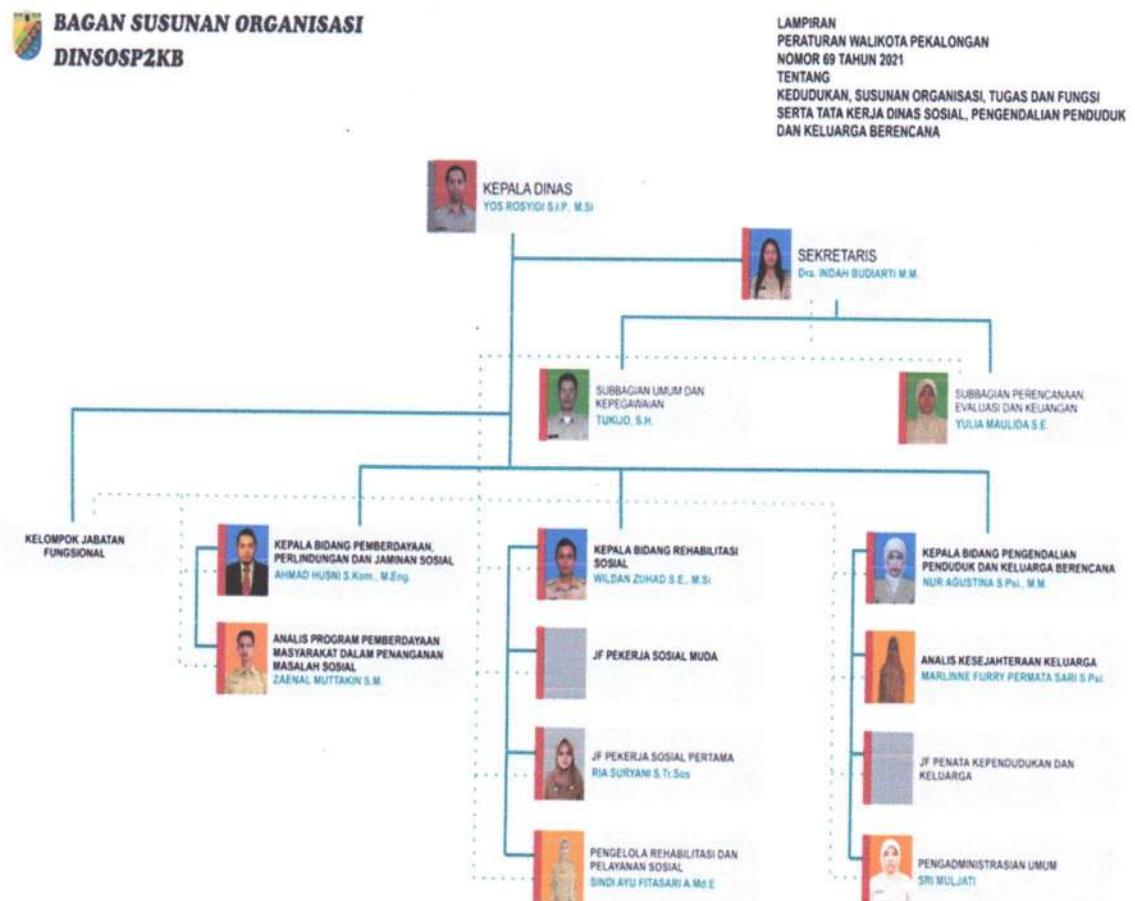 BAGAN SUSUNAN ORGANISASI
DINSOSP2KB
LAMPIRAN
PERATURAN WALIKOTA PEKALONGAN
NOMOR 69 TAHUN 2021
TENTANG
KEDUDUKAN, SUSUNAN ORGANISASI, TUGAS DAN FUNGSI
SERTA TATA KERJA DINAS SOSIAL, PENGENDALIAN PENDUDUK
DAN KELUARGA BERENCANA
KEPALA DINAS
YOS ROSYIDI S.I.P., M.Si
SEKRETARIS
Dra. INDAH BUDIARTI M.M.
SUBBAGIAN UMUM DAN
KEPEGAWAIAN
TUKIJO, S.H.
SUBBAGIAN PERENCANAAN,
EVALUASI DAN KEUANGAN
YULIA MAULIDA S.E.
KELOMPOK JABATAN
FUNGSIONAL
KEPALA BIDANG PEMBERDAYAAN,
PERLINDUNGAN DAN JAMINAN SOSIAL
AHMAD HUSNI S.Kom., M.Eng.
ANALIS PROGRAM PEMBERDAYAAN
MASYARAKAT DALAM PENANGANAN
MASALAH SOSIAL
ZAENAL MUTTAKIN S.M.
KEPALA BIDANG REHABILITASI
SOSIAL
WILDAN ZUHAD S.E., M.Si
JF PEKERJA SOSIAL MUDA
JF PEKERJA SOSIAL PERTAMA
RIA SURYANI S.Tr.Sos
PENGELOLA REHABILITASI DAN
PELAYANAN SOSIAL
SINDI AYU FITASARI A.Md.E
KEPALA BIDANG PENGENDALIAN
PENDUDUK DAN KELUARGA BERENCANA
NUR AGUSTINA S.Psi., M.M.
ANALIS KESEJAHTERAAN KELUARGA
MARLINNE FURRY PERMATA SARI S.Psi
JF PENATA KEPENDUDUKAN DAN
KELUARGA
PENGADMINISTRASIAN UMUM
SRI MULJATI